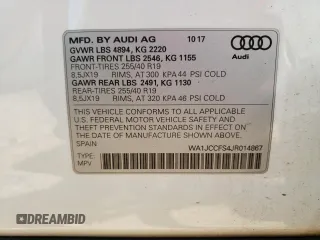 MFD. BY AUDI AG 10 17
GVWR LBS 4894, KG 2220
GAWR FRONT LBS 2546, KG 1155
FRONT-TIRES 255/40 R19
8,5JX19 RIMS, AT 300 KPA 44 PSI COLD
GAWR REAR LBS 2491, KG 1130
REAR-TIRES 255/40 R19
8,5JX19 RIMS, AT 320 KPA 46 PSI COLD
Audi
THIS VEHICLE CONFORMS TO ALL APPLICABLE
U.S. FEDERAL MOTOR VEHICLE SAFETY AND
THEFT PREVENTION STANDARDS IN EFFECT ON THE
DATE OF MANUFACTURE SHOWN ABOVE.
SPAIN
TYPE:
MPV
WA1JCCFS4JR014867
DREAMBID